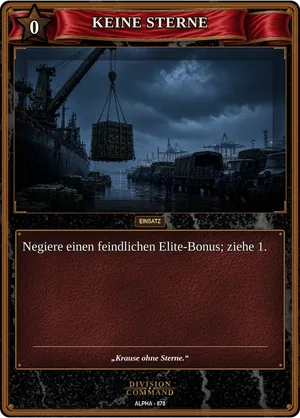 0
KEINE STERNE
EINSATZ
Negiere einen feindlichen Elite-Bonus; ziehe 1.
„Krause ohne Sterne.“
DIVISION
COMMAND
ALPHA - 878